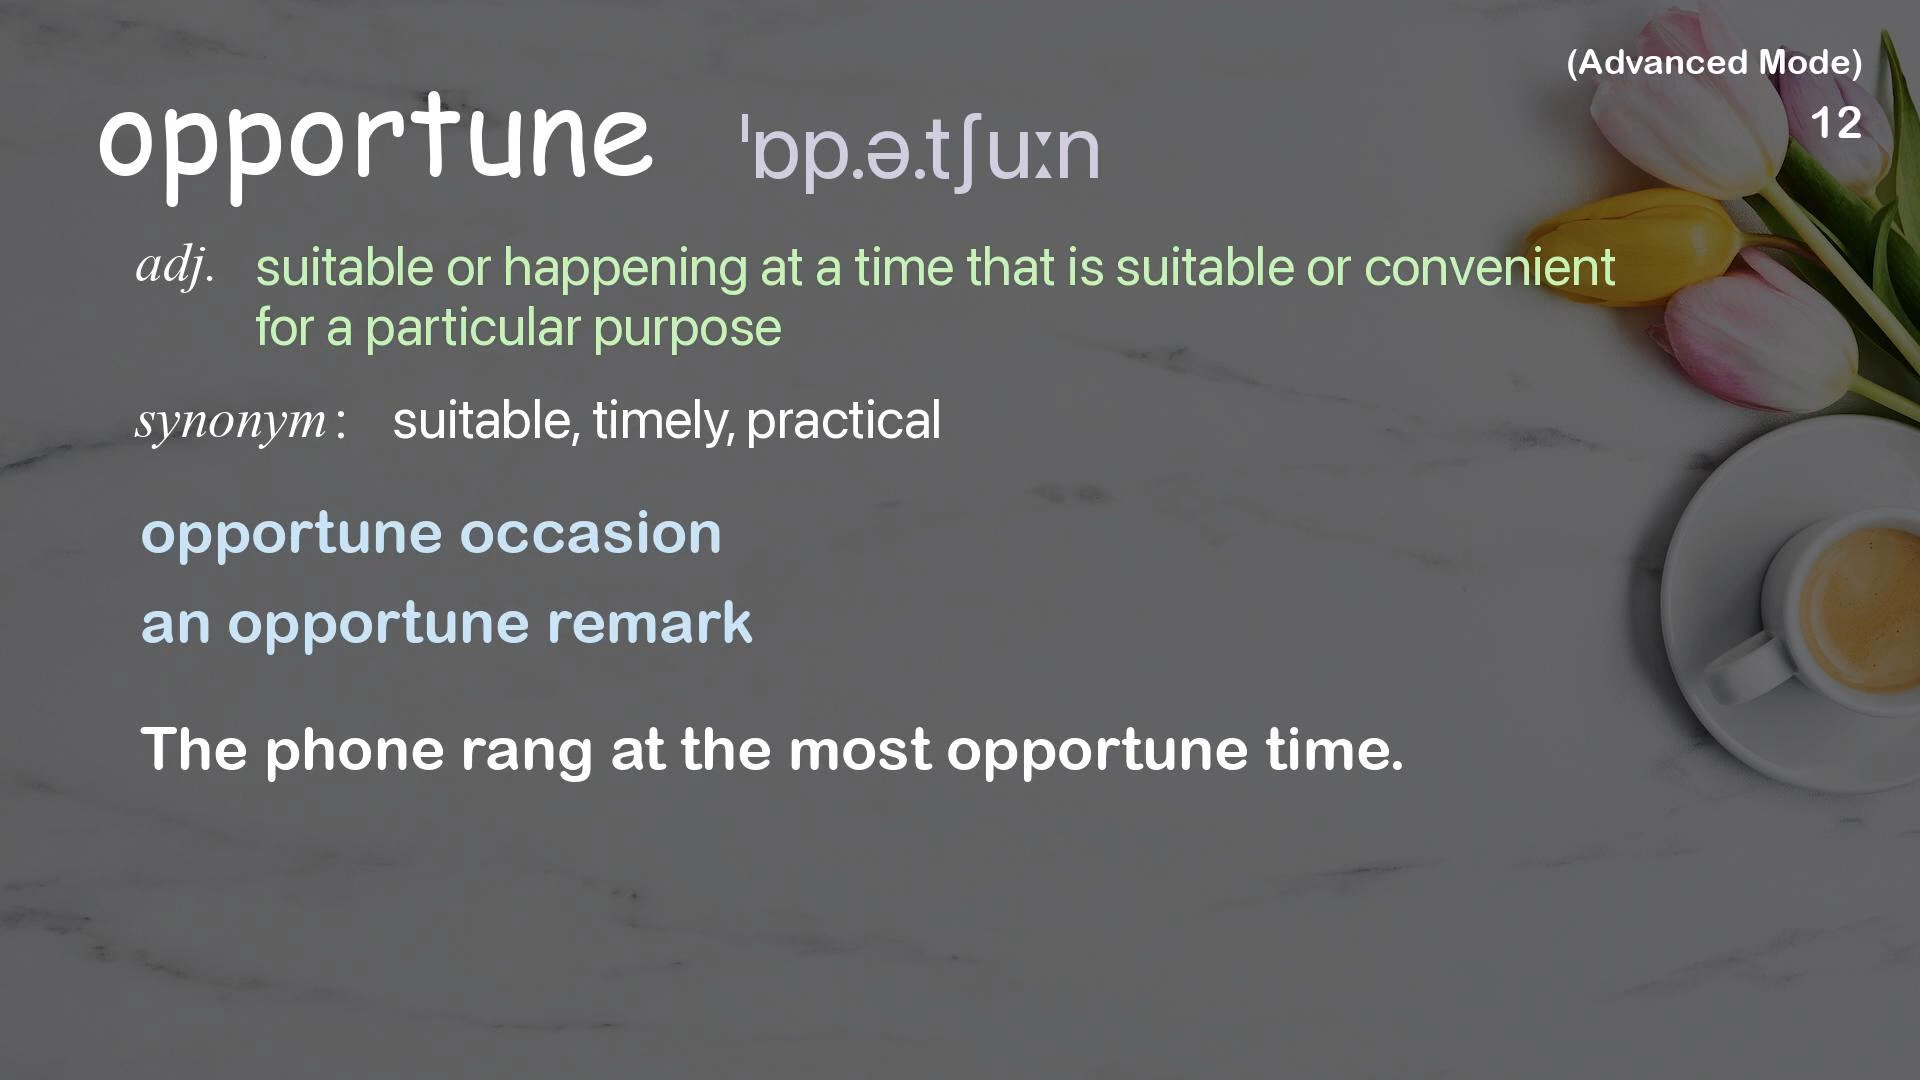 (Advanced Mode)
12
opportune ˈɒp.ə.tʃuːn
adj. suitable or happening at a time that is suitable or convenient
for a particular purpose
synonym : suitable, timely, practical
opportune occasion
an opportune remark
The phone rang at the most opportune time.